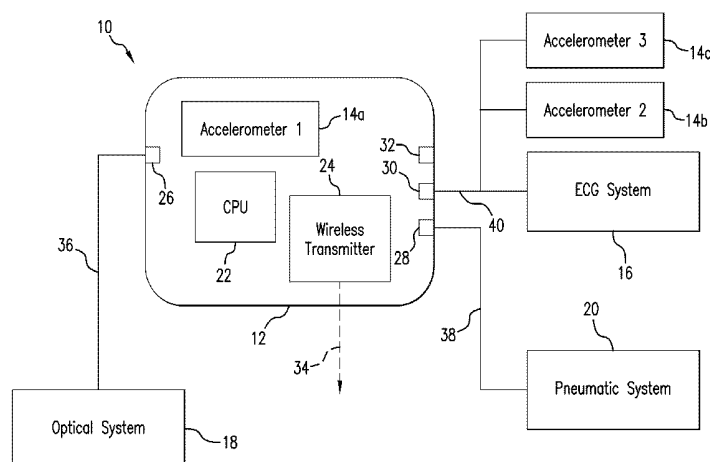 10
Accelerometer 3
14c
Accelerometer 1
14a
Accelerometer 2
14b
32
26
24
30
ECG System
CPU
Wireless
Transmitter
40
16
36
22
28
12
34
38
20
Pneumatic System
Optical System
18